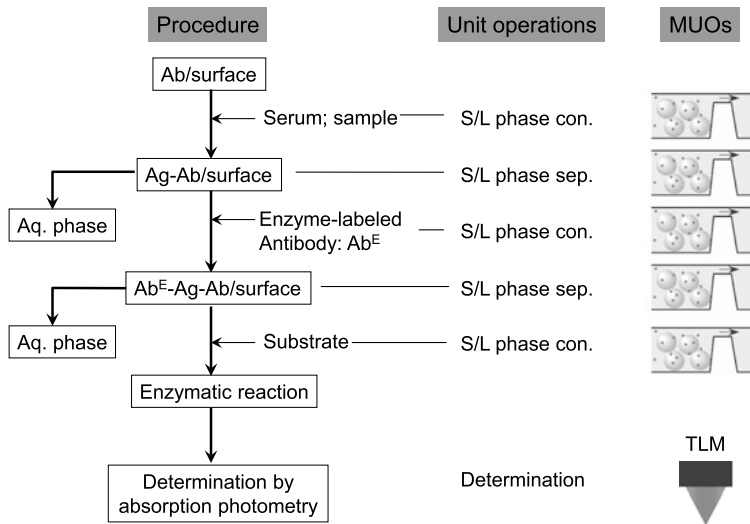 Procedure
Unit operations
MUOs
Ab/surface
Serum; sample
S/L phase con.
Ag-Ab/surface
S/L phase sep.
Aq. phase
Enzyme-labeled
Antibody: Abᴱ
S/L phase con.
Abᴱ-Ag-Ab/surface
S/L phase sep.
Aq. phase
Substrate
S/L phase con.
Enzymatic reaction
TLM
Determination by
absorption photometry
Determination